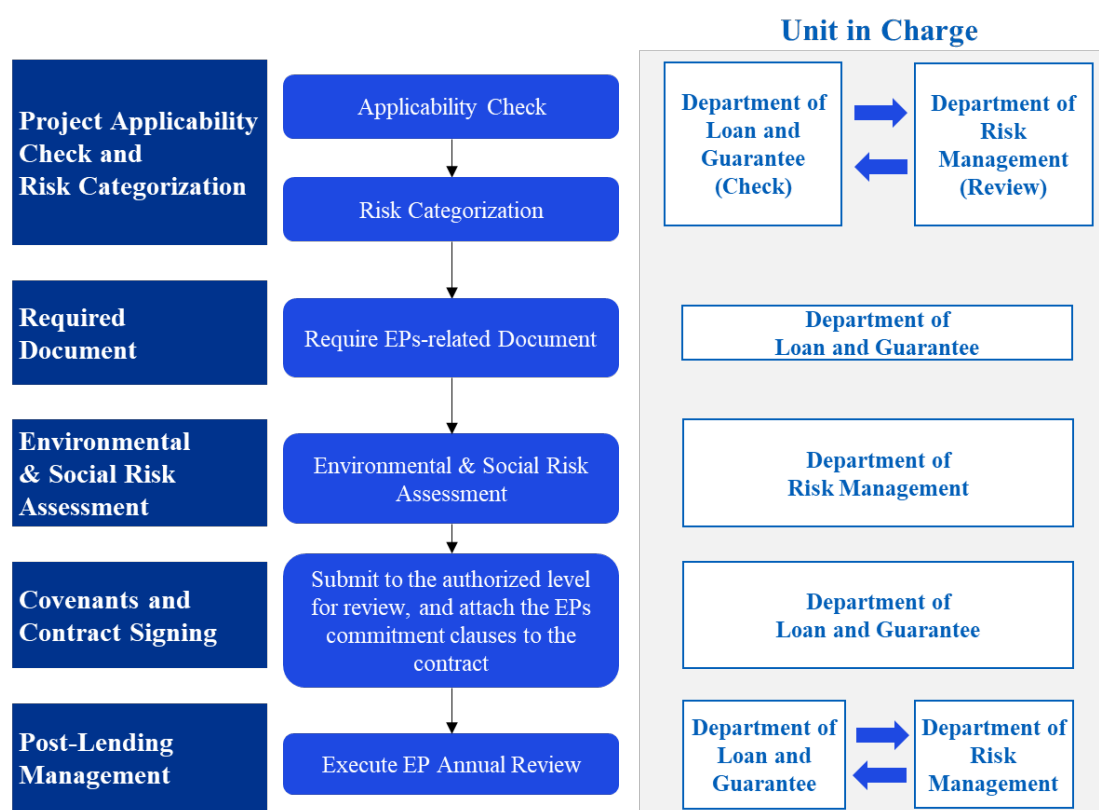 Unit in Charge
Project Applicability
Check and
Risk Categorization
Applicability Check
Risk Categorization
Department of
Loan and
Guarantee
(Check)
Department of
Risk
Management
(Review)
Required
Document
Require EPs-related Document
Department of
Loan and Guarantee
Environmental
& Social Risk
Assessment
Environmental & Social Risk
Assessment
Department of
Risk Management
Covenants and
Contract Signing
Submit to the authorized level
for review, and attach the EPs
commitment clauses to the
contract
Department of
Loan and Guarantee
Post-Lending
Management
Execute EP Annual Review
Department of
Loan and
Guarantee
Department of
Risk
Management